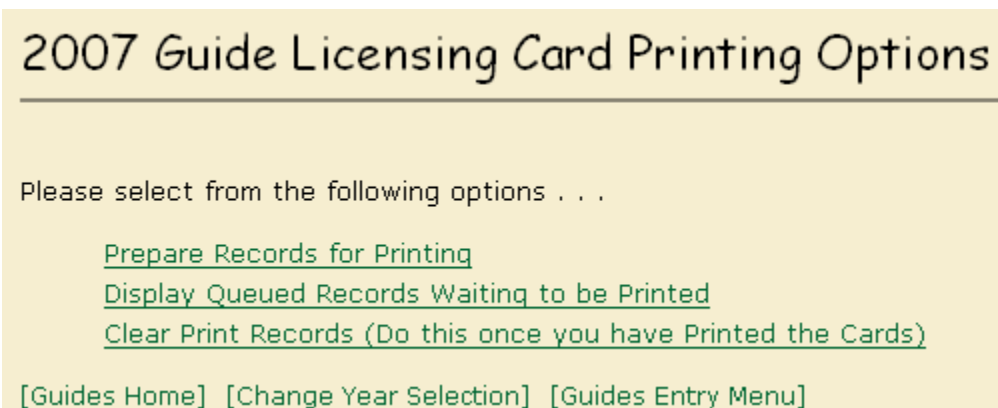 2007 Guide Licensing Card Printing Options
Please select from the following options . . .
Prepare Records for Printing
Display Queued Records Waiting to be Printed
Clear Print Records (Do this once you have Printed the Cards)
[Guides Home] [Change Year Selection] [Guides Entry Menu]